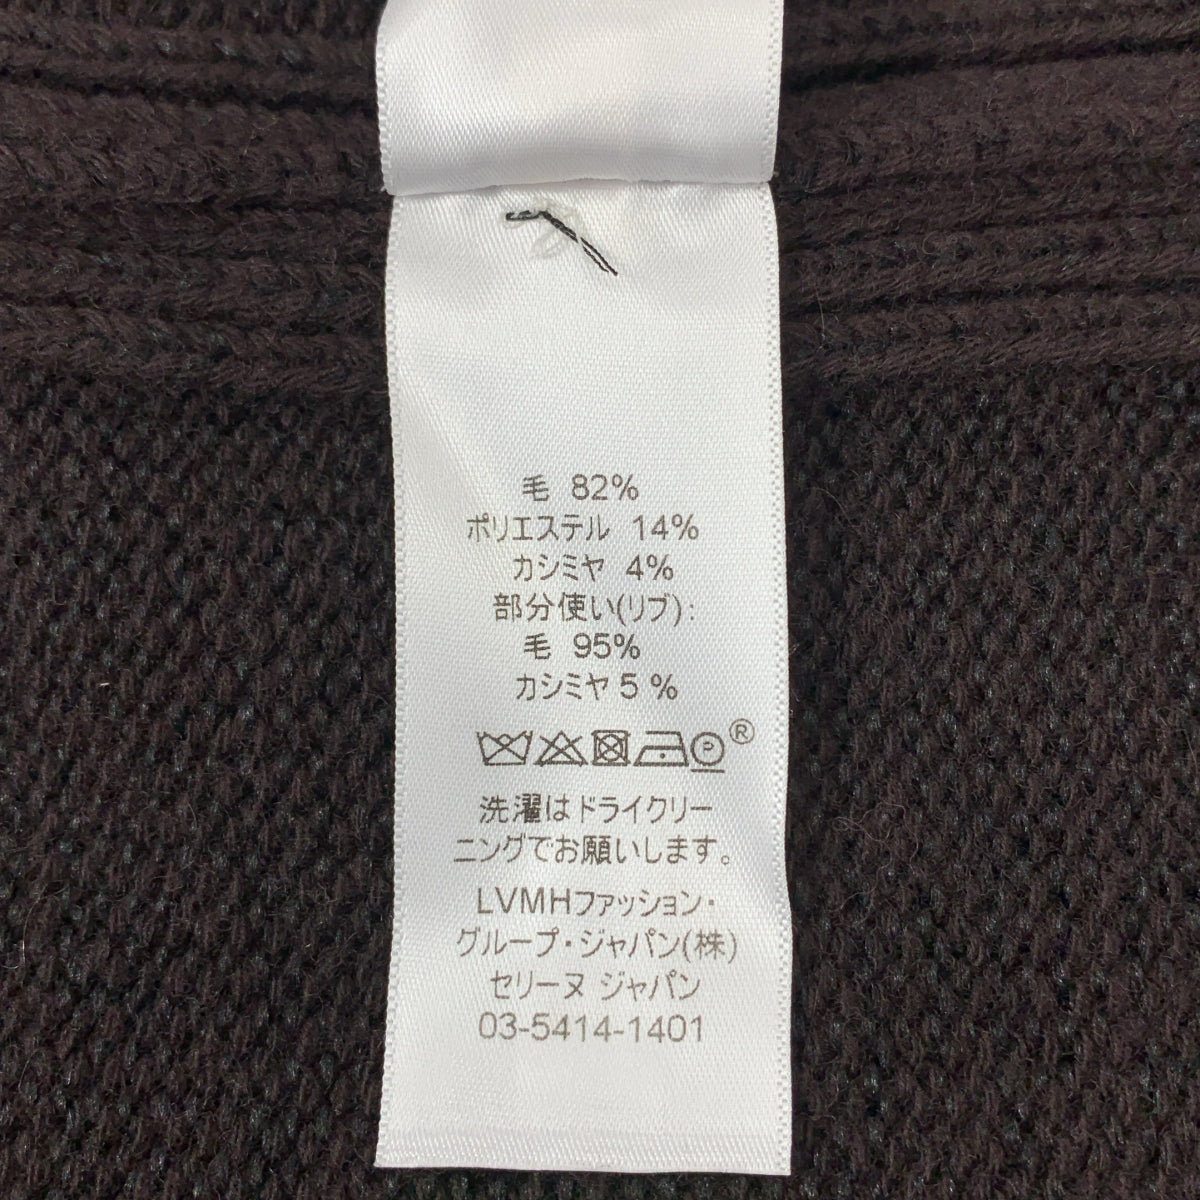 毛 82%
ポリエステル 14%
カシミヤ 4%
部分使い(リブ):
毛 95%
カシミヤ 5 %
P ®
洗濯はドライクリー
ニングでお願いします。
LVMHファッション・
グループ・ジャパン(株)
セリーヌ ジャパン
03-5414-1401